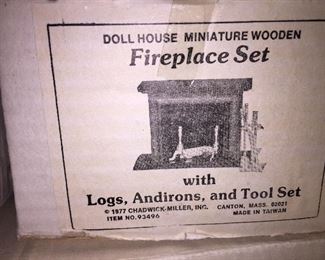 DOLL HOUSE MINIATURE WOODEN
Fireplace Set
with
Logs, Andirons, and Tool Set
© 1977 CHADWICK-MILLER, INC. CANTON, MASS. 02021
ITEM NO. 93496 MADE IN TAIWAN